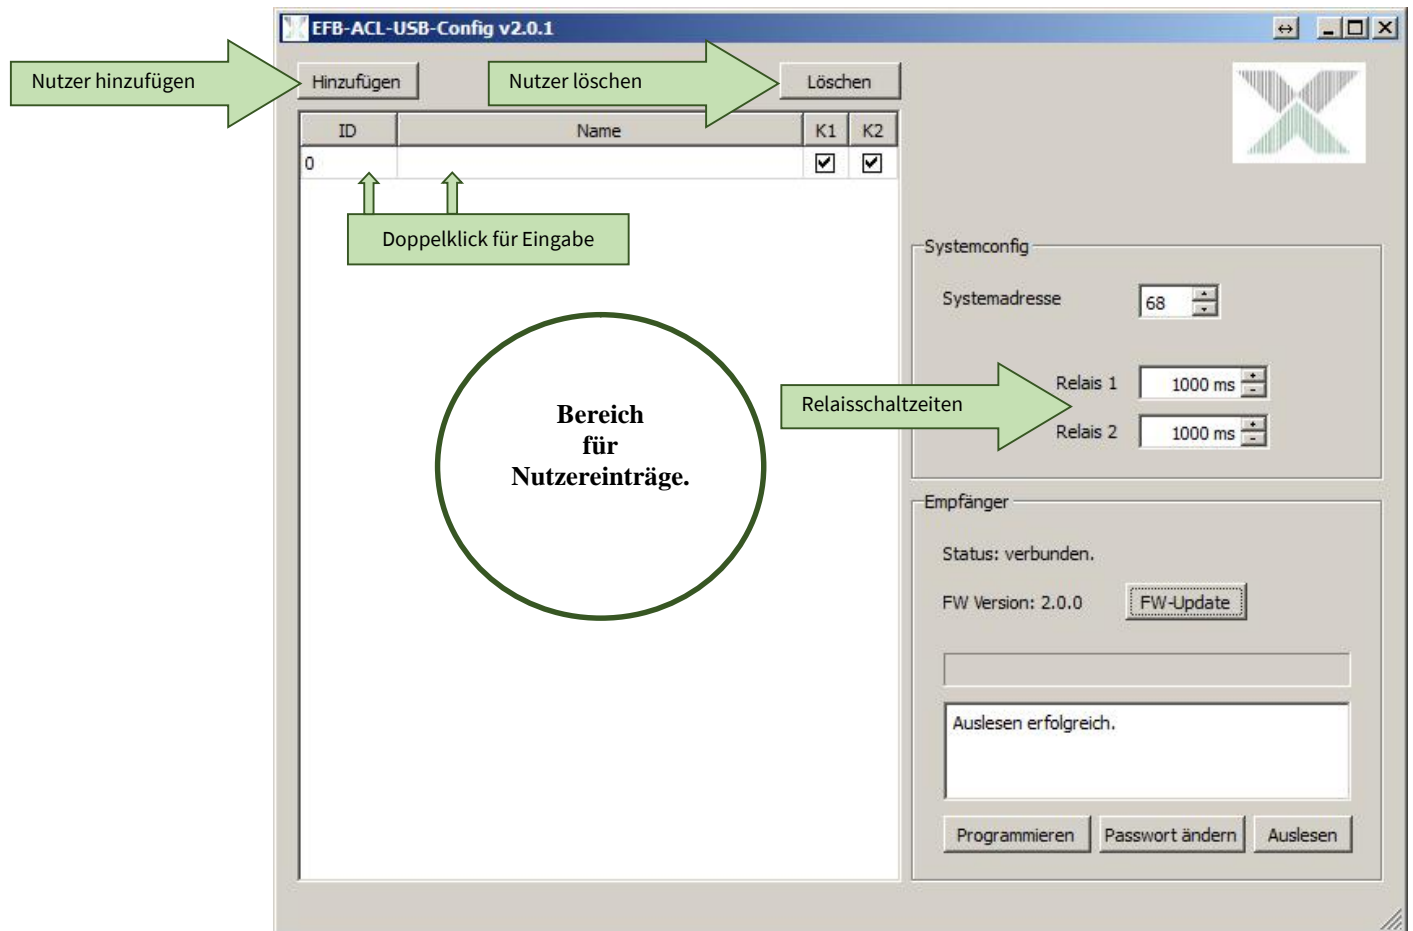 EFB-ACL-USB-Config v2.0.1
Nutzer hinzufügen
Hinzufügen
Nutzer löschen
Löschen
ID Name K1 K2
0
Doppelklick für Eingabe
Bereich
für
Nutzereinträge.
Systemconfig
Systemadresse 68
Relaisschaltzeiten
Relais 1 1000 ms
Relais 2 1000 ms
Empfänger
Status: verbunden.
FW Version: 2.0.0 FW-Update
Auslesen erfolgreich.
Programmieren Passwort ändern Auslesen